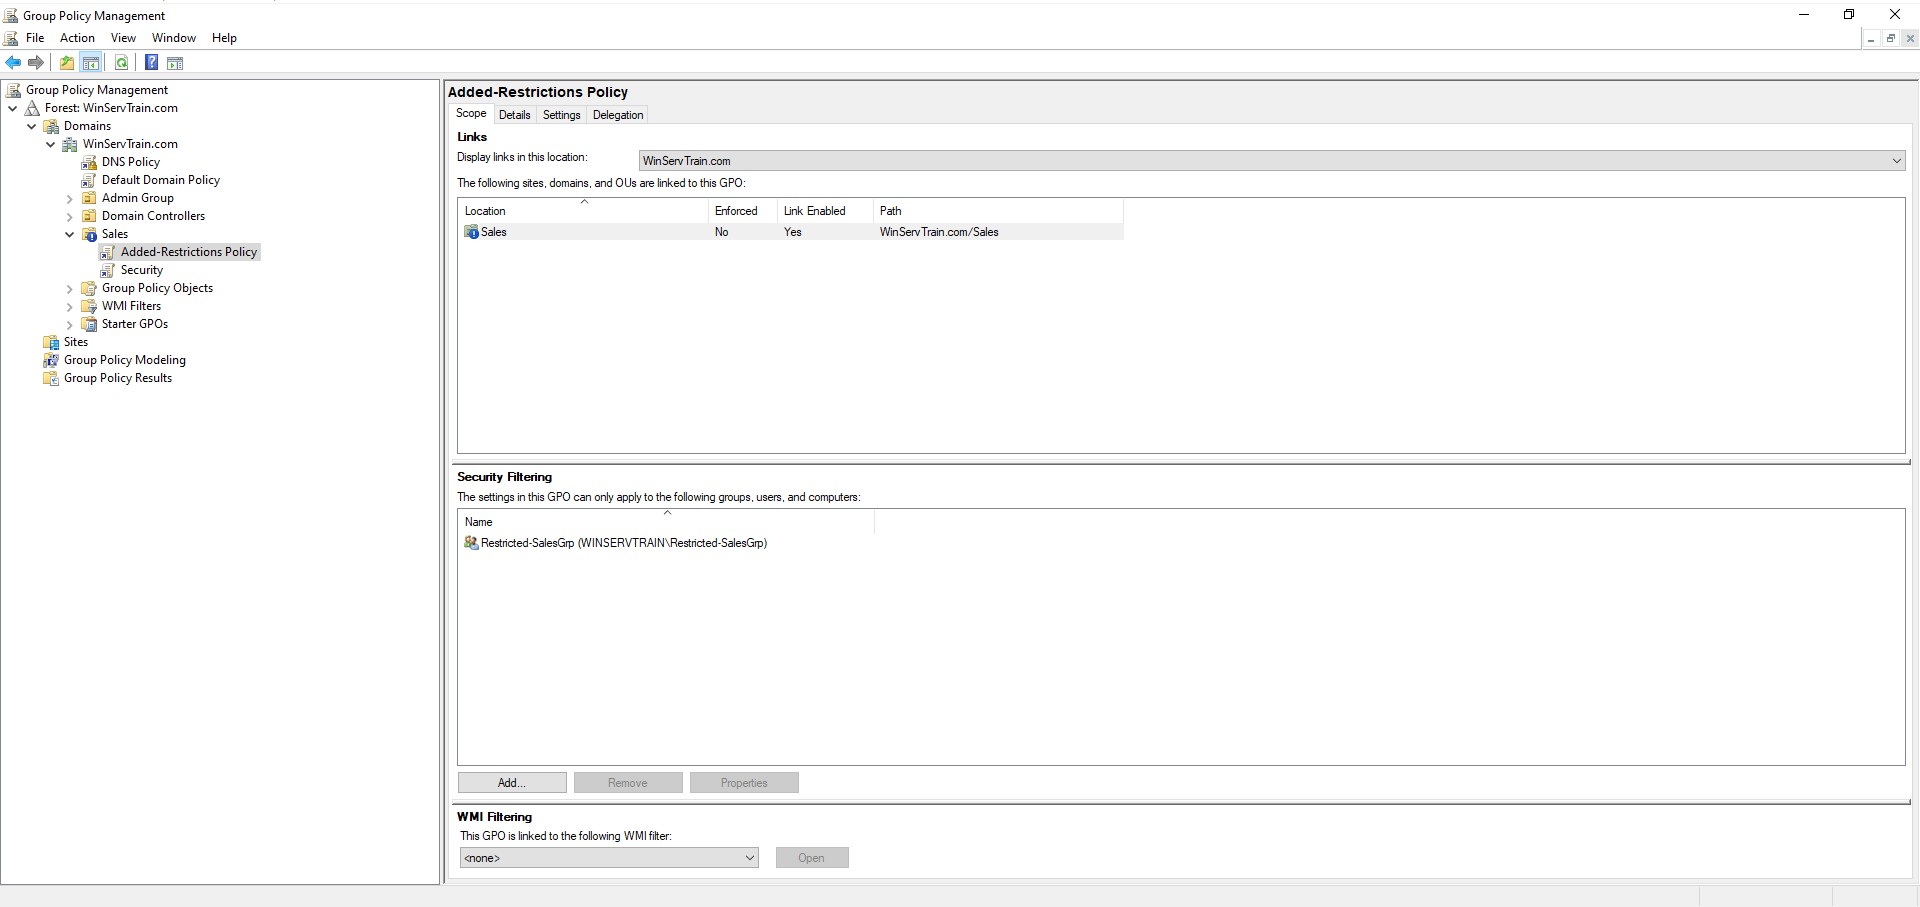 Group Policy Management
File Action View Window Help
Group Policy Management
Forest: WinServTrain.com
Domains
WinServTrain.com
DNS Policy
Default Domain Policy
Admin Group
Domain Controllers
Sales
Added-Restrictions Policy
Security
Group Policy Objects
WMI Filters
Starter GPOs
Sites
Group Policy Modeling
Group Policy Results
Added-Restrictions Policy
Scope Details Settings Delegation
Links
Display links in this location: WinServTrain.com
The following sites, domains, and OUs are linked to this GPO:
Location Enforced Link Enabled Path
Sales No Yes WinServTrain.com/Sales
Security Filtering
The settings in this GPO can only apply to the following groups, users, and computers:
Name
Restricted-SalesGrp (WINSERVTRAIN\Restricted-SalesGrp)
Add... Remove Properties
WMI Filtering
This GPO is linked to the following WMI filter:
<none> Open